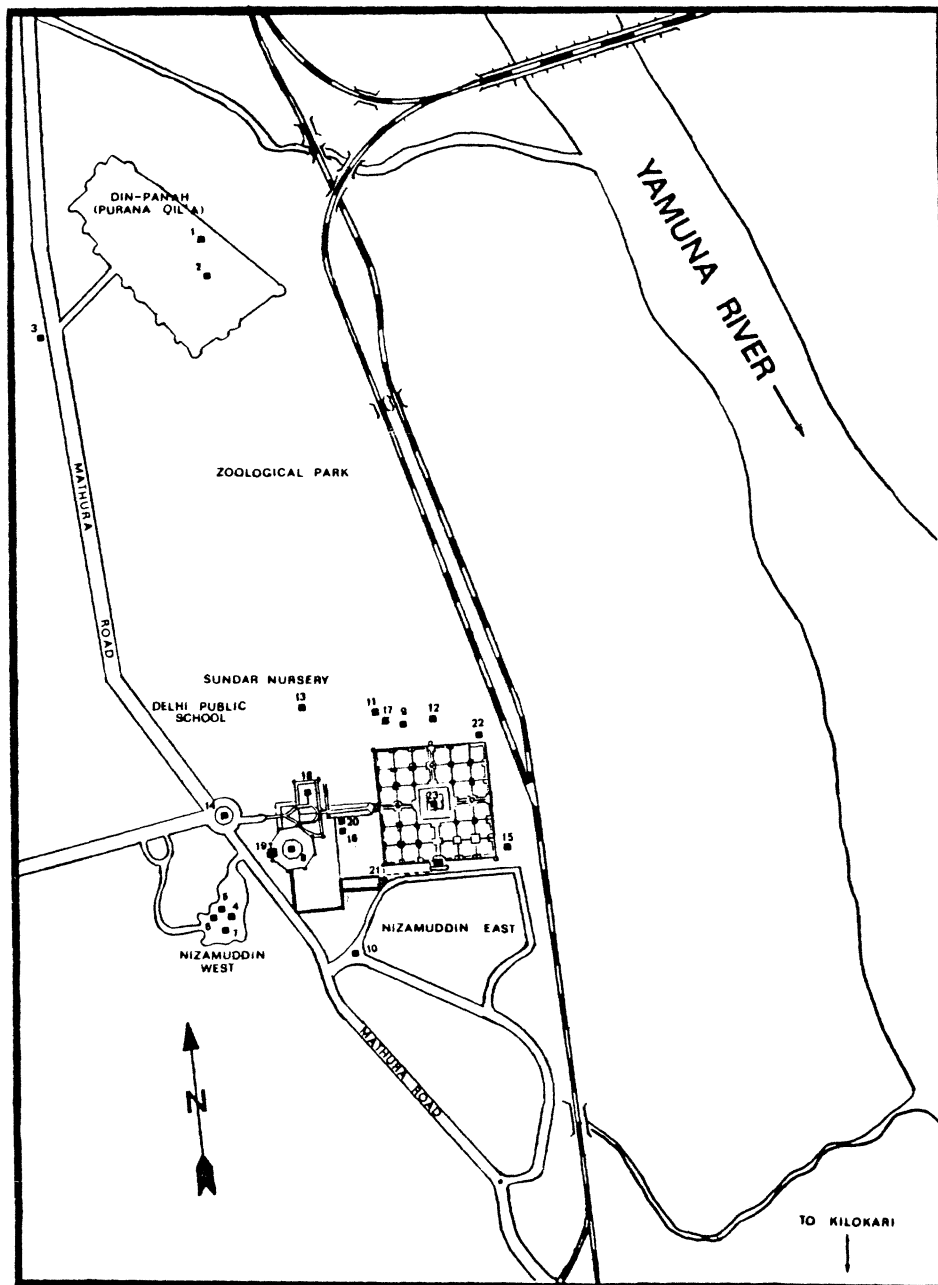 DIN-PANAH
(PURANA QIL'A)
1
2
3
YAMUNA RIVER
MATHURA
ROAD
ZOOLOGICAL PARK
SUNDAR NURSERY
DELHI PUBLIC
SCHOOL
13
11
17
9
12
22
18
14
23
20
16
19
8
15
21
5
4
6
7
NIZAMUDDIN
WEST
NIZAMUDDIN EAST
10
MATHURA ROAD
N
TO KILOKARI